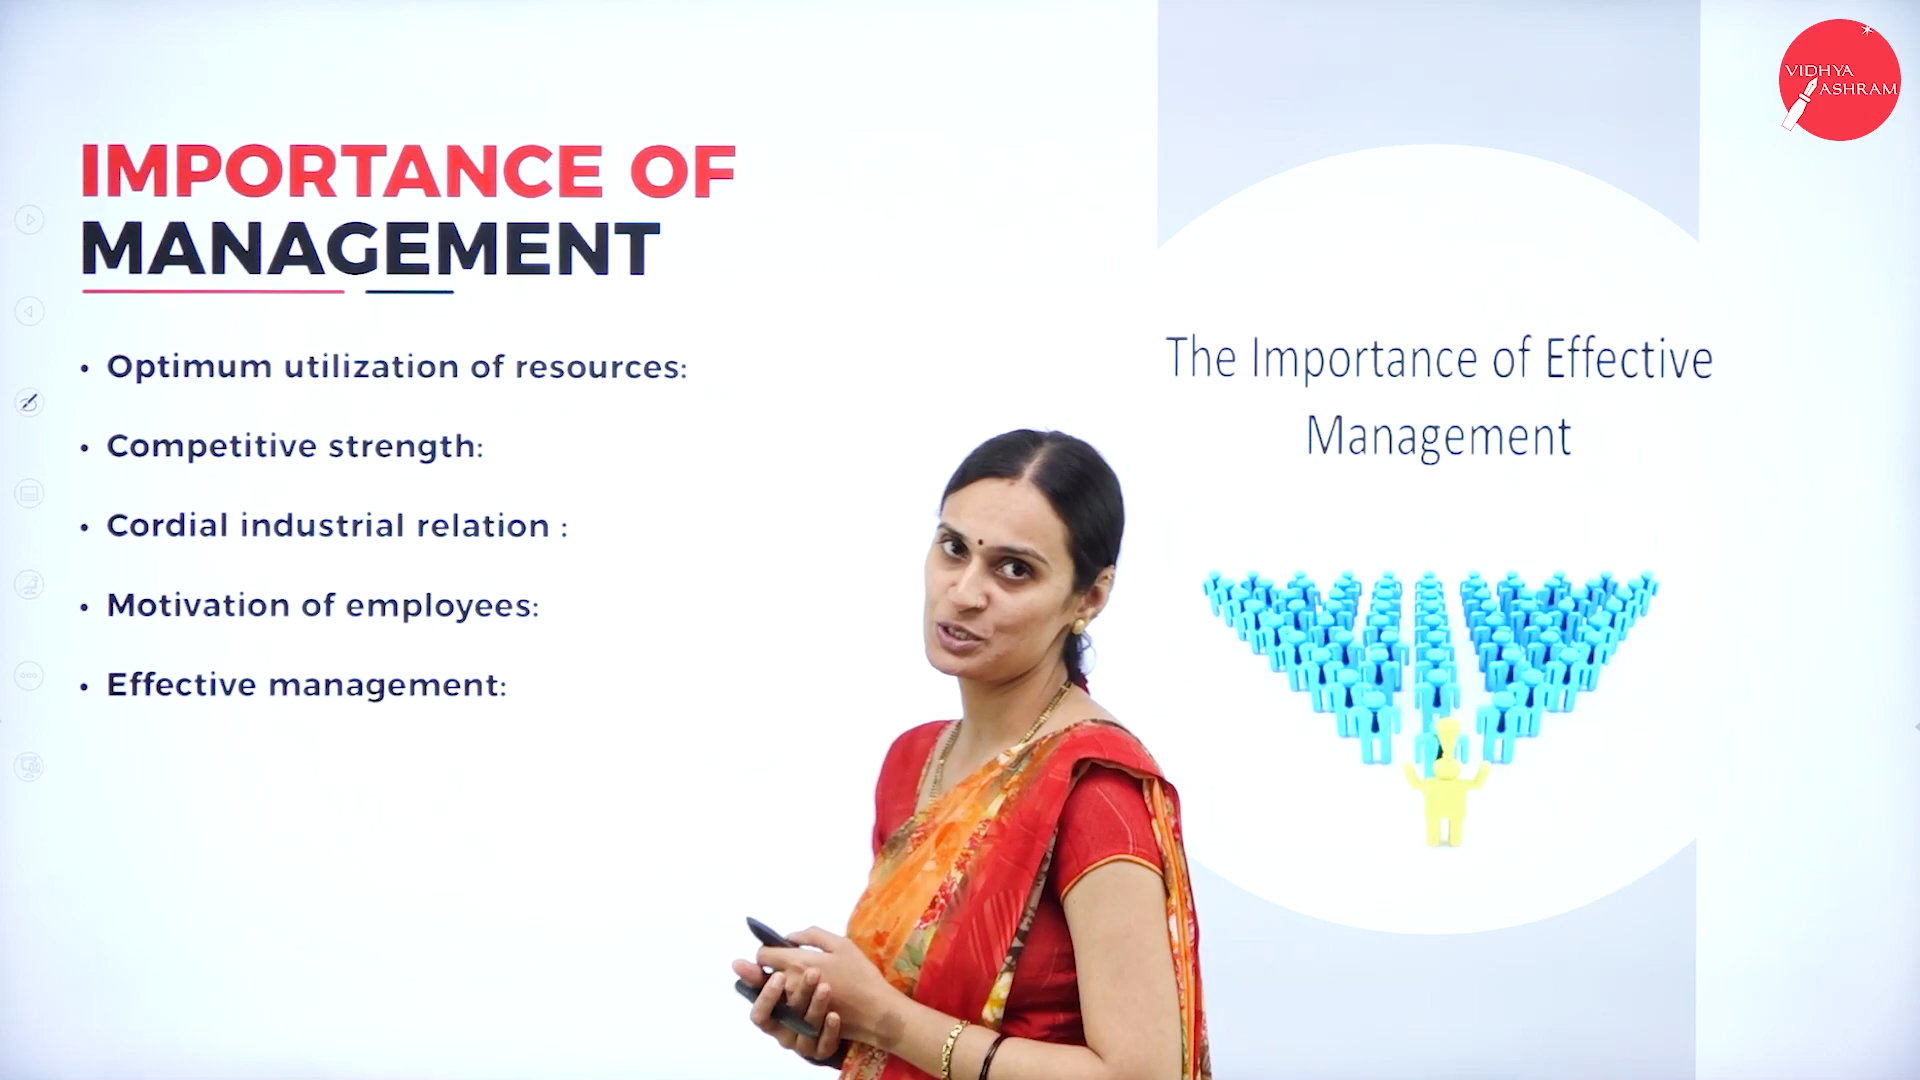 IMPORTANCE OF
MANAGEMENT
• Optimum utilization of resources:
• Competitive strength:
• Cordial industrial relation :
• Motivation of employees:
• Effective management:
The Importance of Effective
Management
VIDHYA
ASHRAM